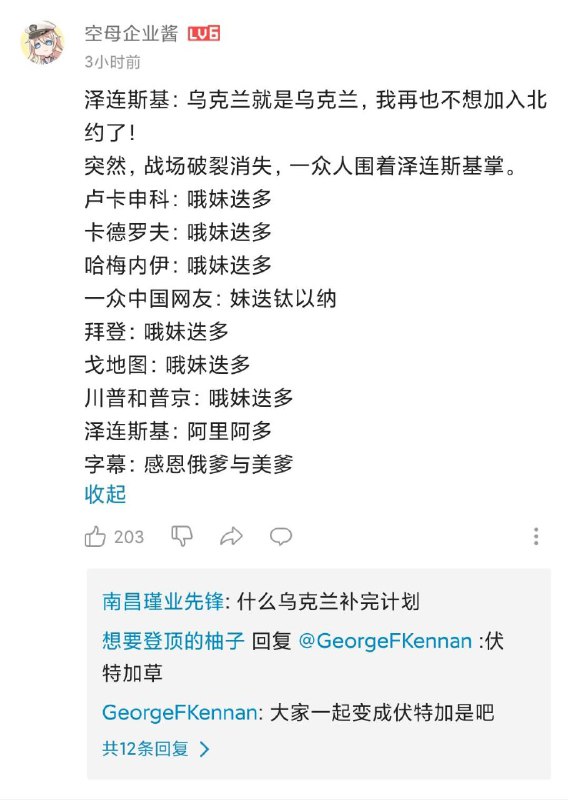 空母企业酱 LV6
3小时前
泽连斯基: 乌克兰就是乌克兰, 我再也不想加入北
约了!
突然, 战场破裂消失, 一众人围着泽连斯基掌。
卢卡申科: 哦妹迭多
卡德罗夫: 哦妹迭多
哈梅内伊: 哦妹迭多
一众中国网友: 妹迭钛以纳
拜登: 哦妹迭多
戈地图: 哦妹迭多
川普和普京: 哦妹迭多
泽连斯基: 阿里阿多
字幕: 感恩俄爹与美爹
收起
203
南昌瑾业先锋: 什么乌克兰补完计划
想要登顶的柚子 回复 @GeorgeFKennan :伏
特加草
GeorgeFKennan: 大家一起变成伏特加是吧
共12条回复 >